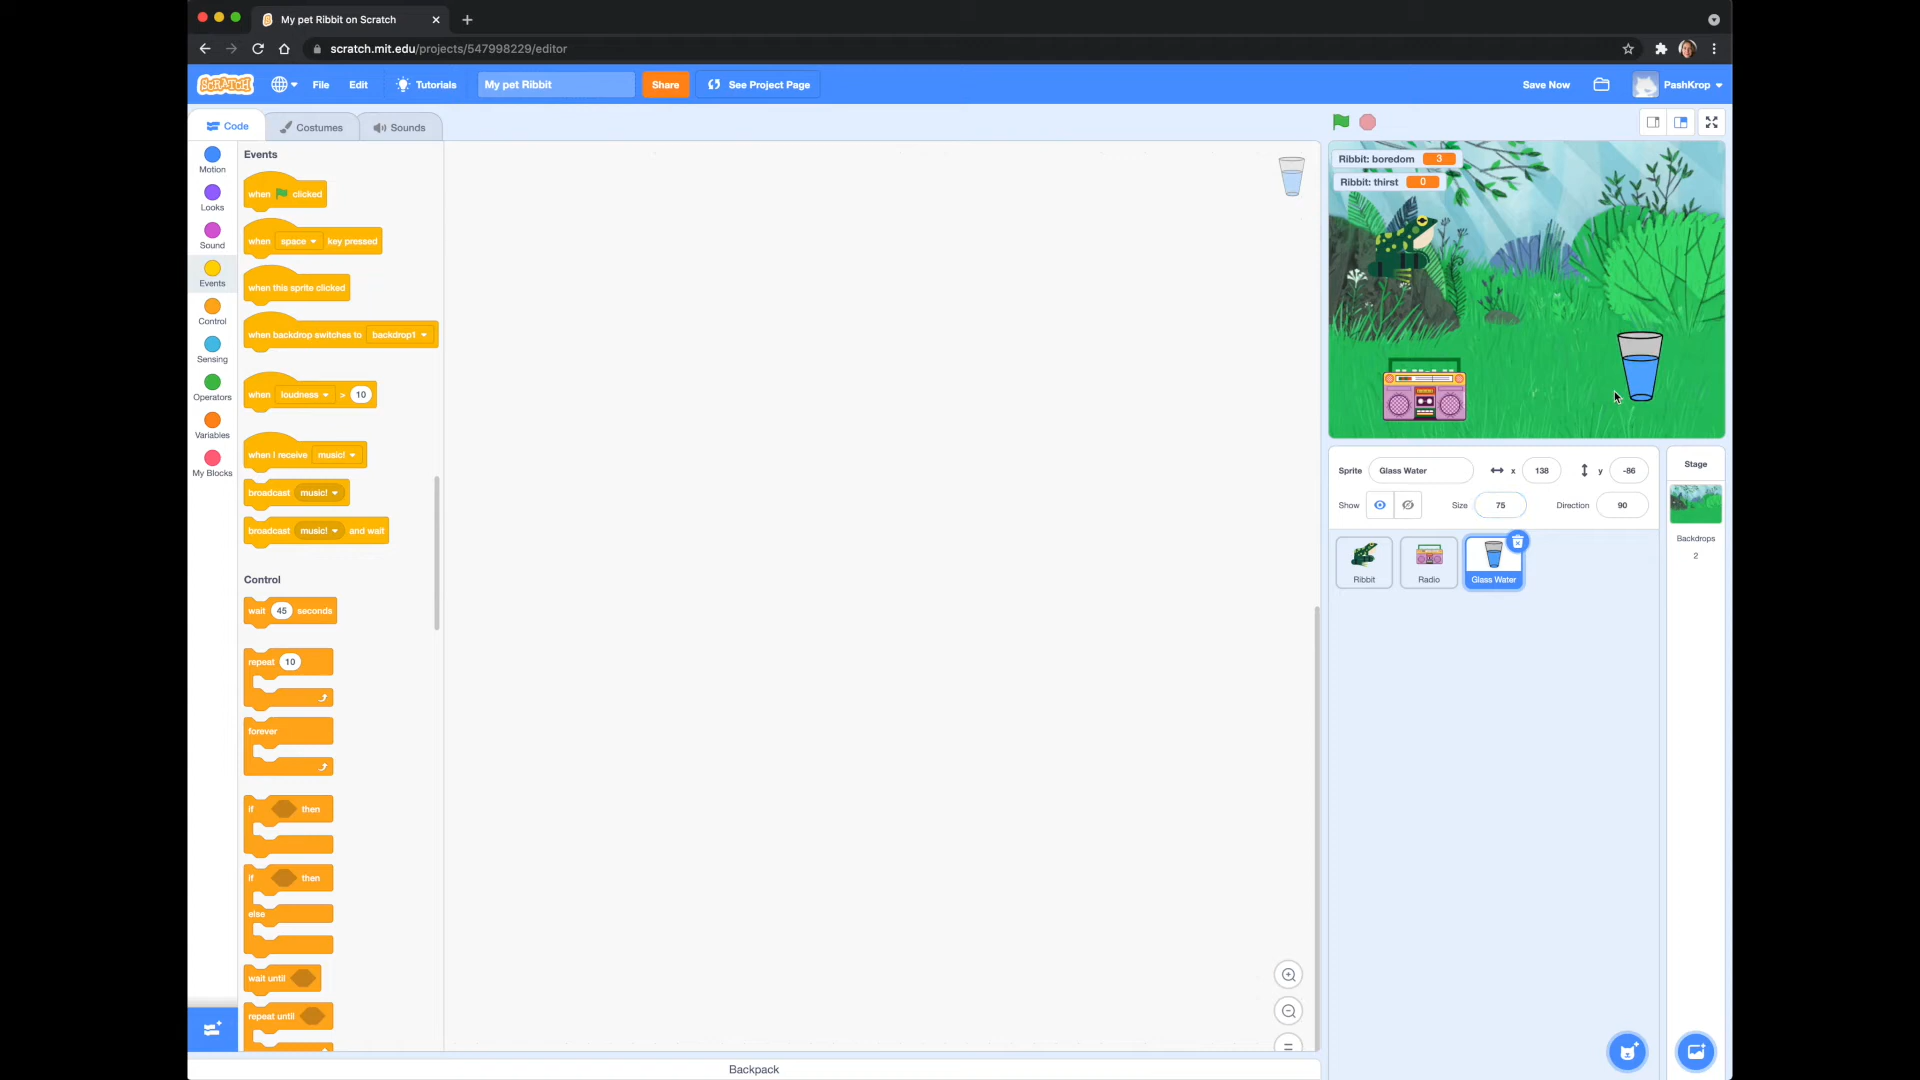 My pet Ribbit on Scratch
scratch.mit.edu/projects/547998229/editor
SCRATCH
File
Edit
Tutorials
My pet Ribbit
Share
See Project Page
Save Now
PashKrop
Code
Costumes
Sounds
Motion
Looks
Sound
Events
Control
Sensing
Operators
Variables
My Blocks
Events
when clicked
when space key pressed
when this sprite clicked
when backdrop switches to backdrop1
when loudness > 10
when I receive music!
broadcast music!
broadcast music! and wait
Control
wait 45 seconds
repeat 10
forever
if then
if then
else
wait until
repeat until
Backpack
Ribbit: boredom 3
Ribbit: thirst 0
Sprite Glass Water x 138 y -86
Show Size 75 Direction 90
Ribbit
Radio
Glass Water
Stage
Backdrops
2